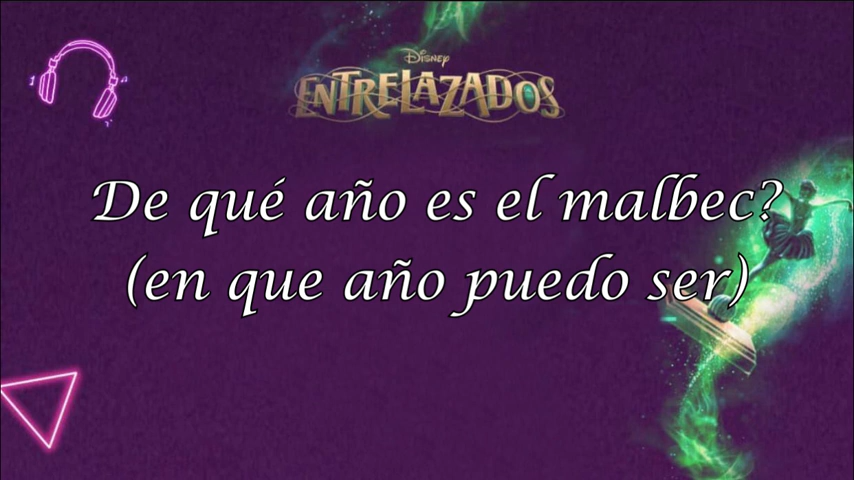 Disney
ENTRELAZADOS
De qué año es el malbec?
(en que año puedo ser)